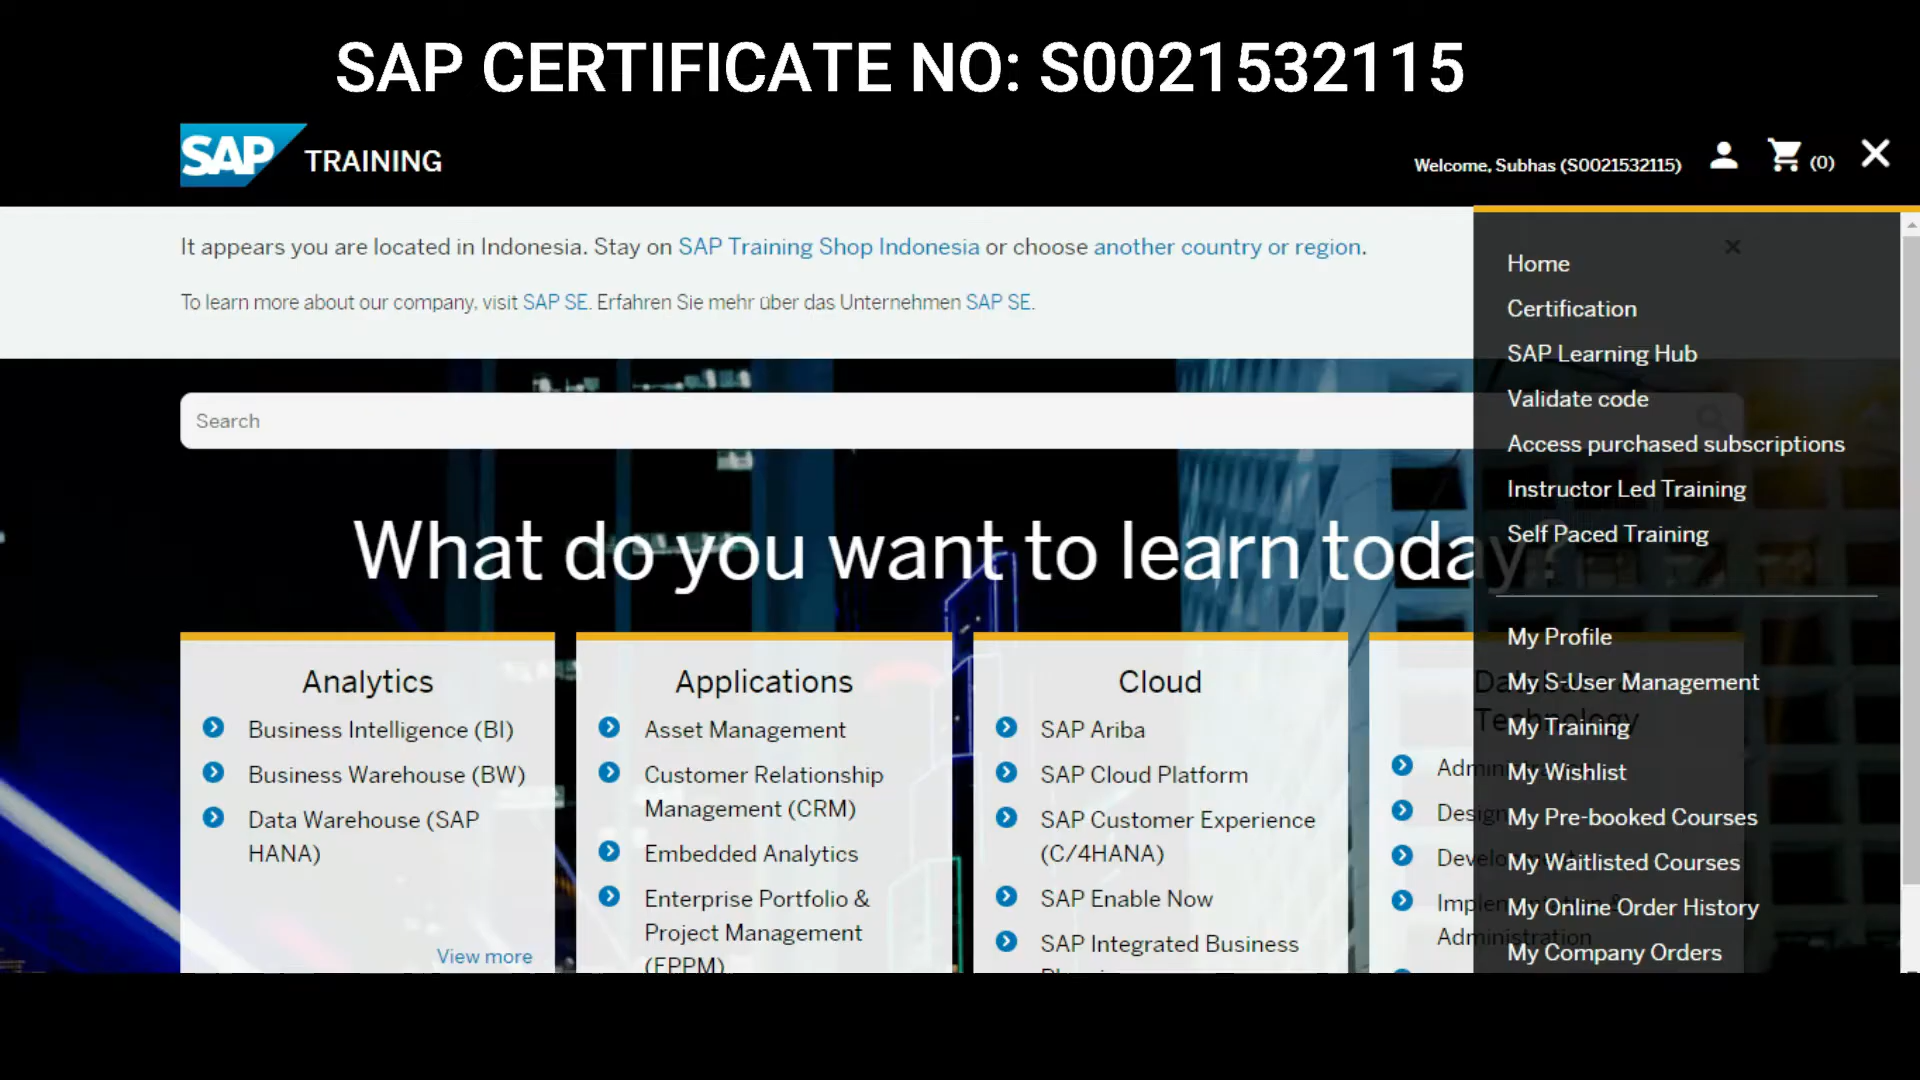 SAP CERTIFICATE NO: S0021532115
SAP TRAINING
Welcome, Subhas (S0021532115)
(0)
It appears you are located in Indonesia. Stay on SAP Training Shop Indonesia or choose another country or region.
To learn more about our company, visit SAP SE. Erfahren Sie mehr über das Unternehmen SAP SE.
Search
What do you want to learn today?
Analytics
Business Intelligence (BI)
Business Warehouse (BW)
Data Warehouse (SAP
HANA)
View more
Applications
Asset Management
Customer Relationship
Management (CRM)
Embedded Analytics
Enterprise Portfolio &
Project Management
(EPPM)
Cloud
SAP Ariba
SAP Cloud Platform
SAP Customer Experience
(C/4HANA)
SAP Enable Now
SAP Integrated Business
Technology
Administration
Home
Certification
SAP Learning Hub
Validate code
Access purchased subscriptions
Instructor Led Training
Self Paced Training
My Profile
My S-User Management
My Training
My Wishlist
My Pre-booked Courses
My Waitlisted Courses
My Online Order History
My Company Orders